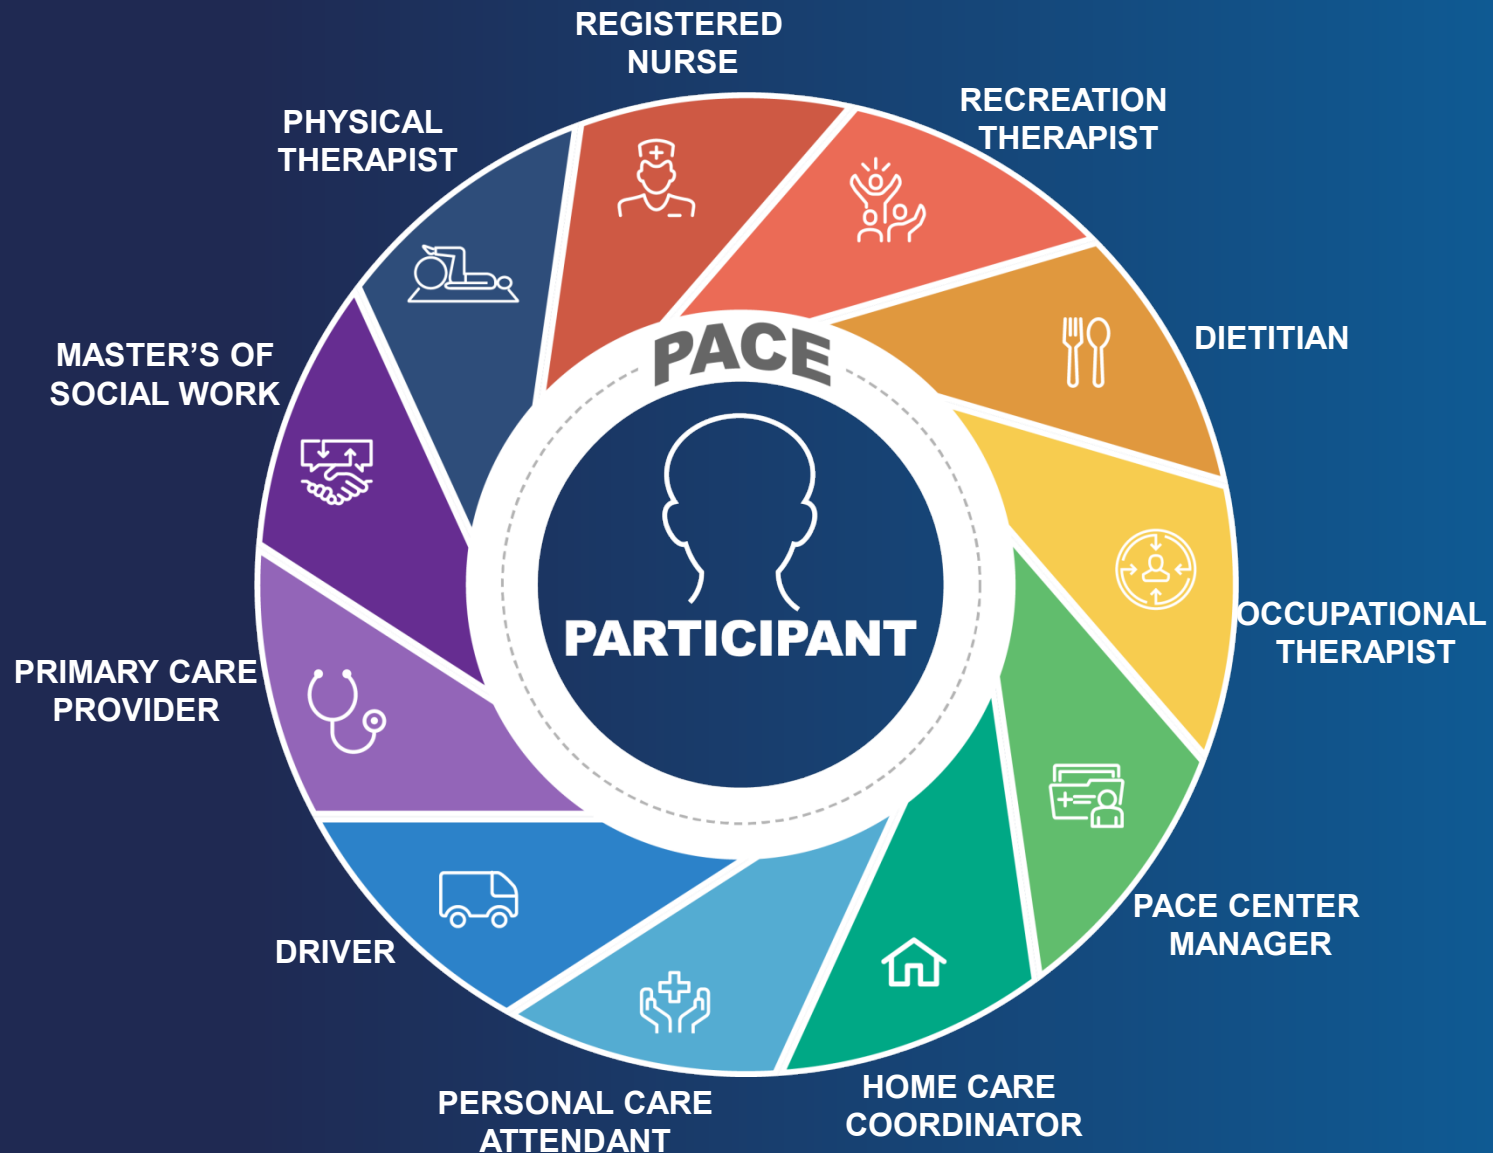 REGISTERED
NURSE
RECREATION
THERAPIST
DIETITIAN
OCCUPATIONAL
THERAPIST
PACE CENTER
MANAGER
HOME CARE
COORDINATOR
PERSONAL CARE
ATTENDANT
DRIVER
PRIMARY CARE
PROVIDER
MASTER’S OF
SOCIAL WORK
PHYSICAL
THERAPIST
PACE
PARTICIPANT